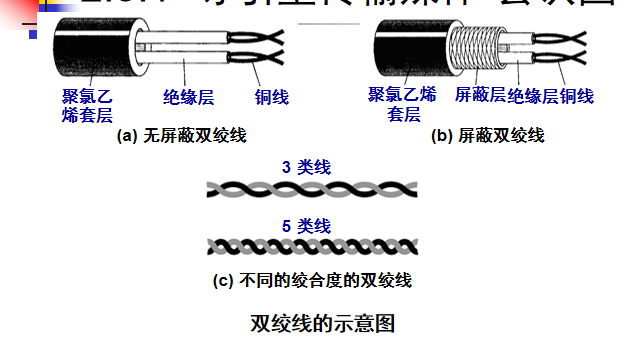 聚氯乙
烯套层
绝缘层
铜线
(a) 无屏蔽双绞线
聚氯乙烯
套层
屏蔽层
绝缘层
铜线
(b) 屏蔽双绞线
3 类线
5 类线
(c) 不同的绞合度的双绞线
双绞线的示意图